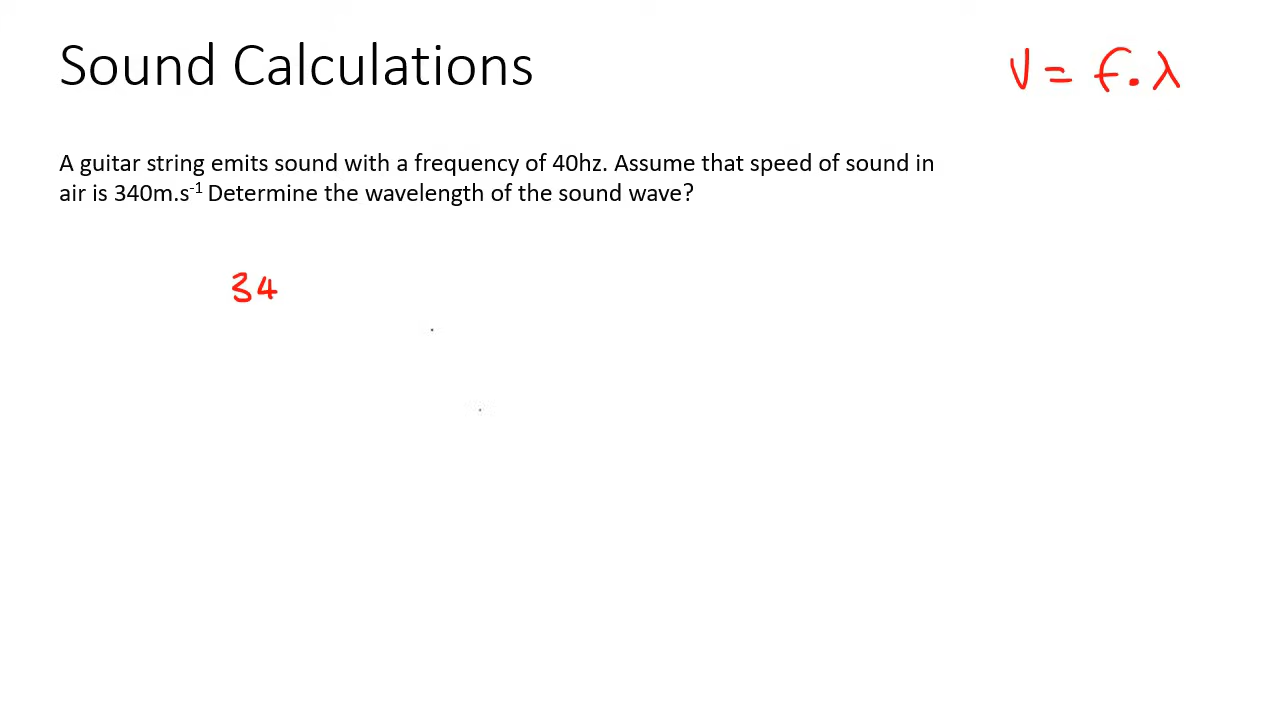 Sound Calculations
V = f.λ
A guitar string emits sound with a frequency of 40hz. Assume that speed of sound in
air is 340m.s⁻¹ Determine the wavelength of the sound wave?
34